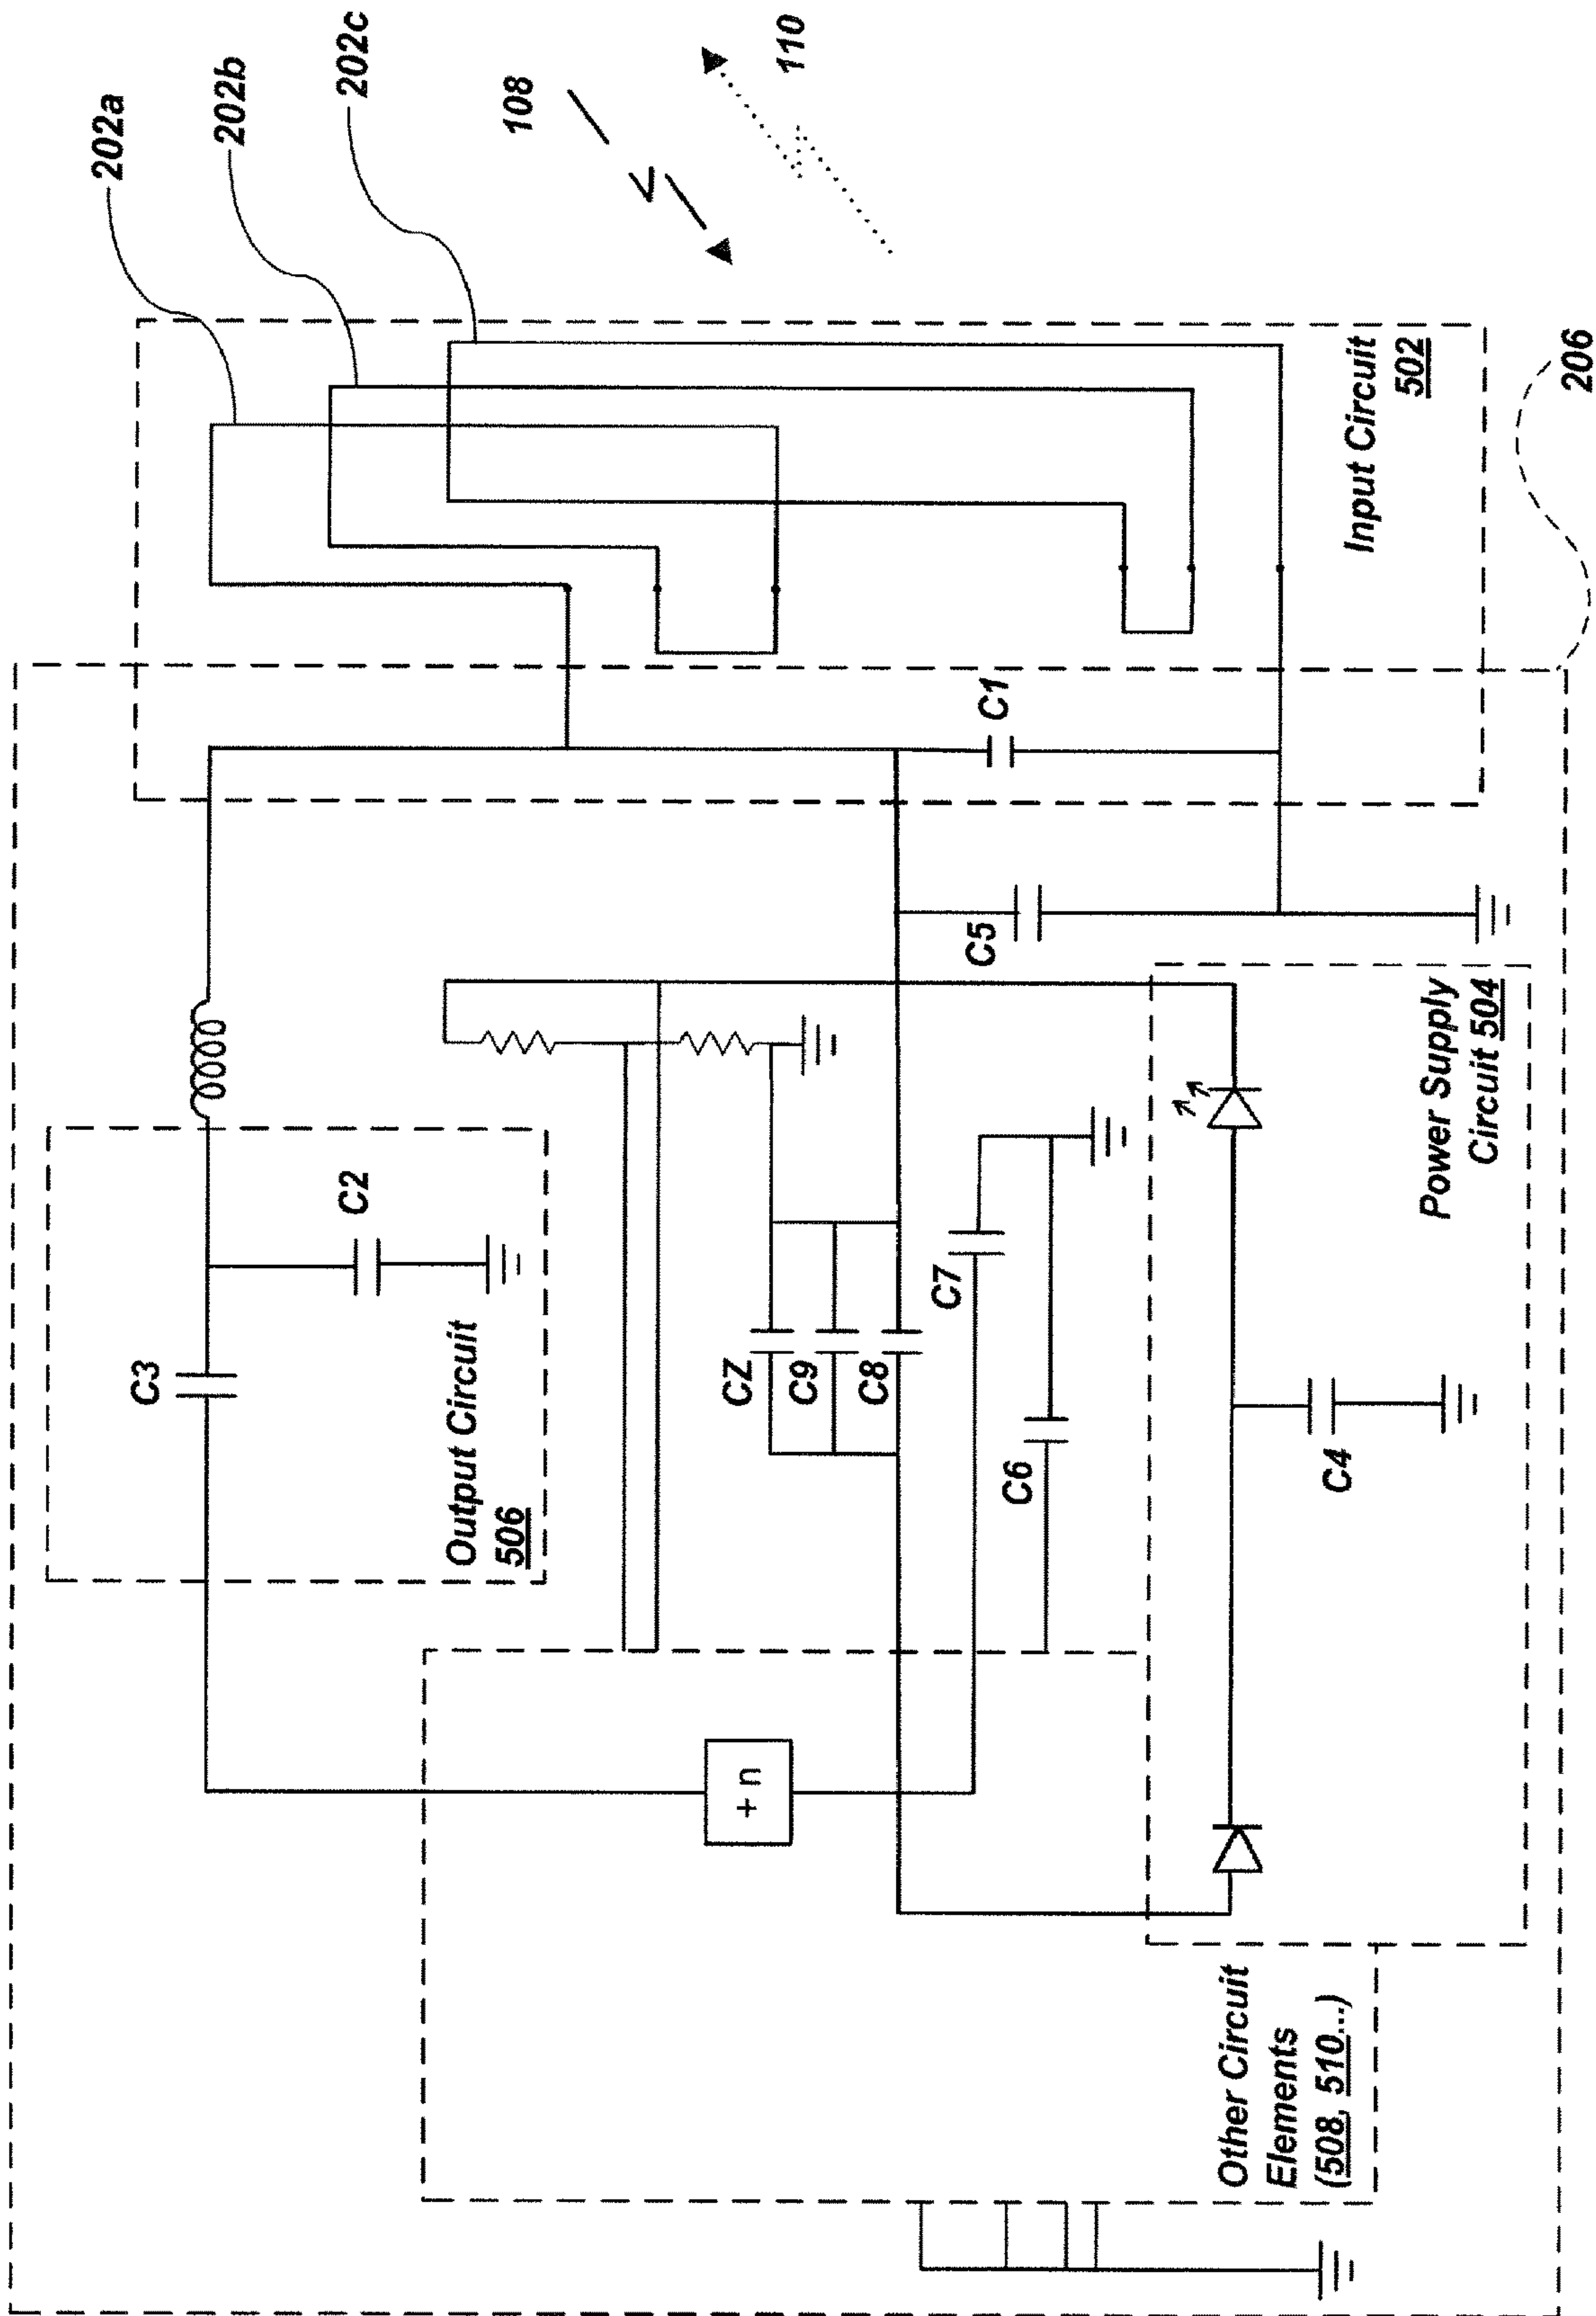 202a
202b
202c
108
110
Input Circuit
502
206
C1
C5
Power Supply
Circuit 504
C2
C3
Output Circuit
506
CZ
C9
C8
C7
C6
C4
+ n
Other Circuit
Elements
(508, 510...)